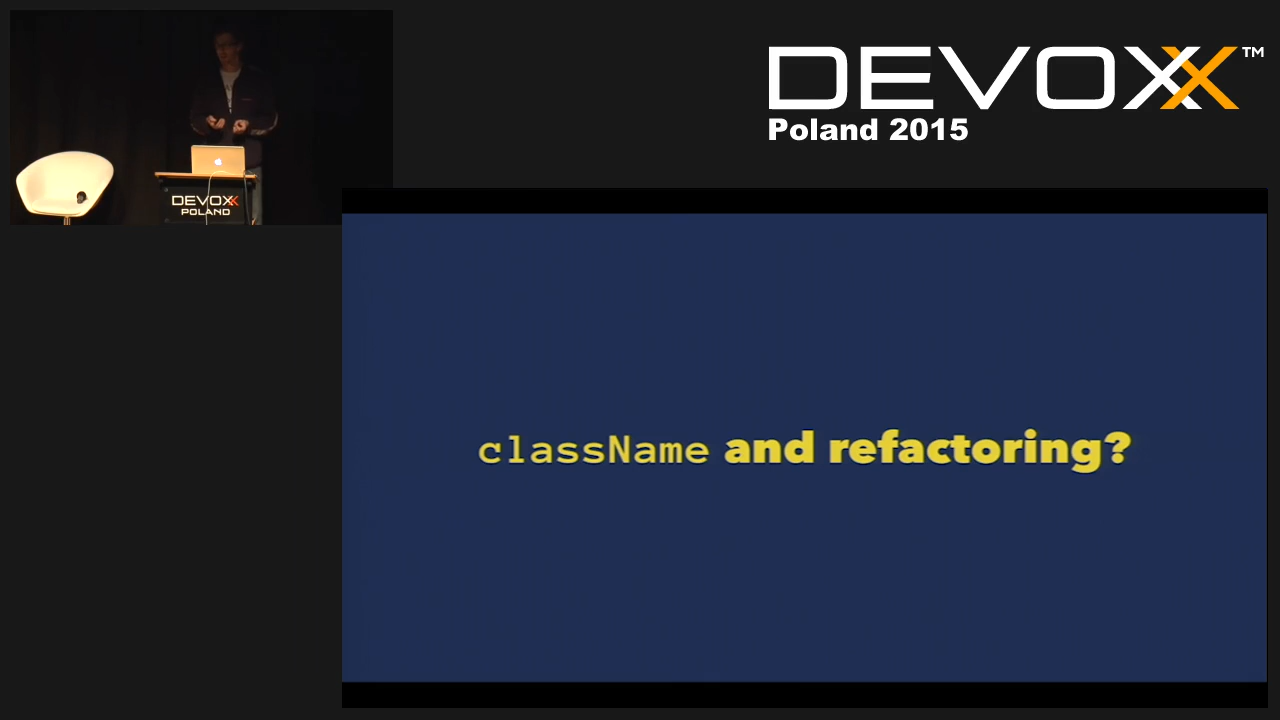 DEVOXX™
Poland 2015
DEVOXX
POLAND
className and refactoring?